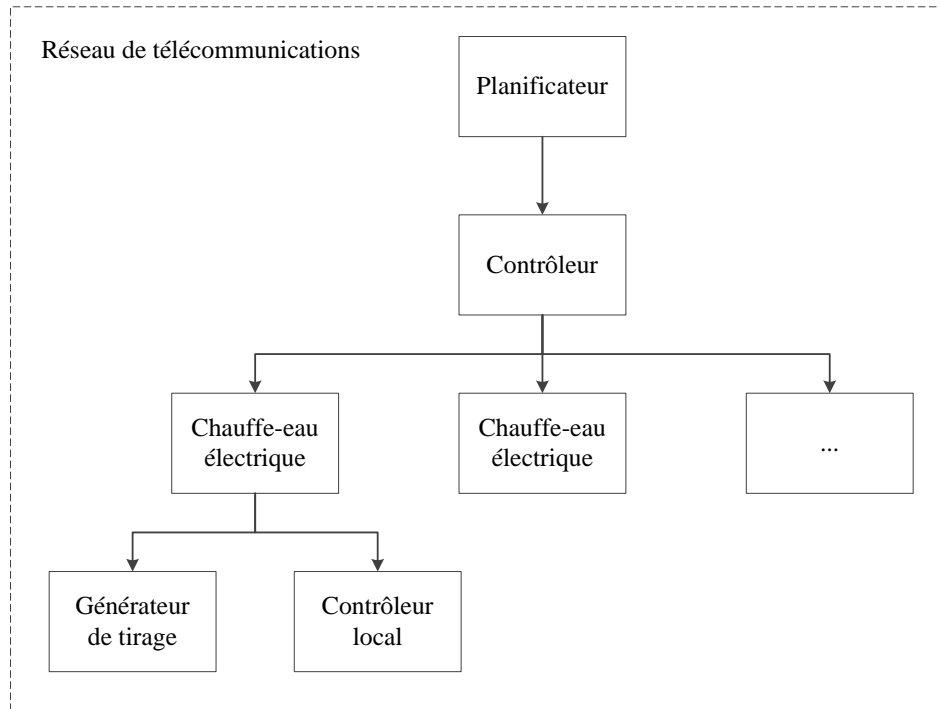 Réseau de télécommunications
Planificateur
Contrôleur
Chauffe-eau
électrique
Chauffe-eau
électrique
...
Générateur
de tirage
Contrôleur
local